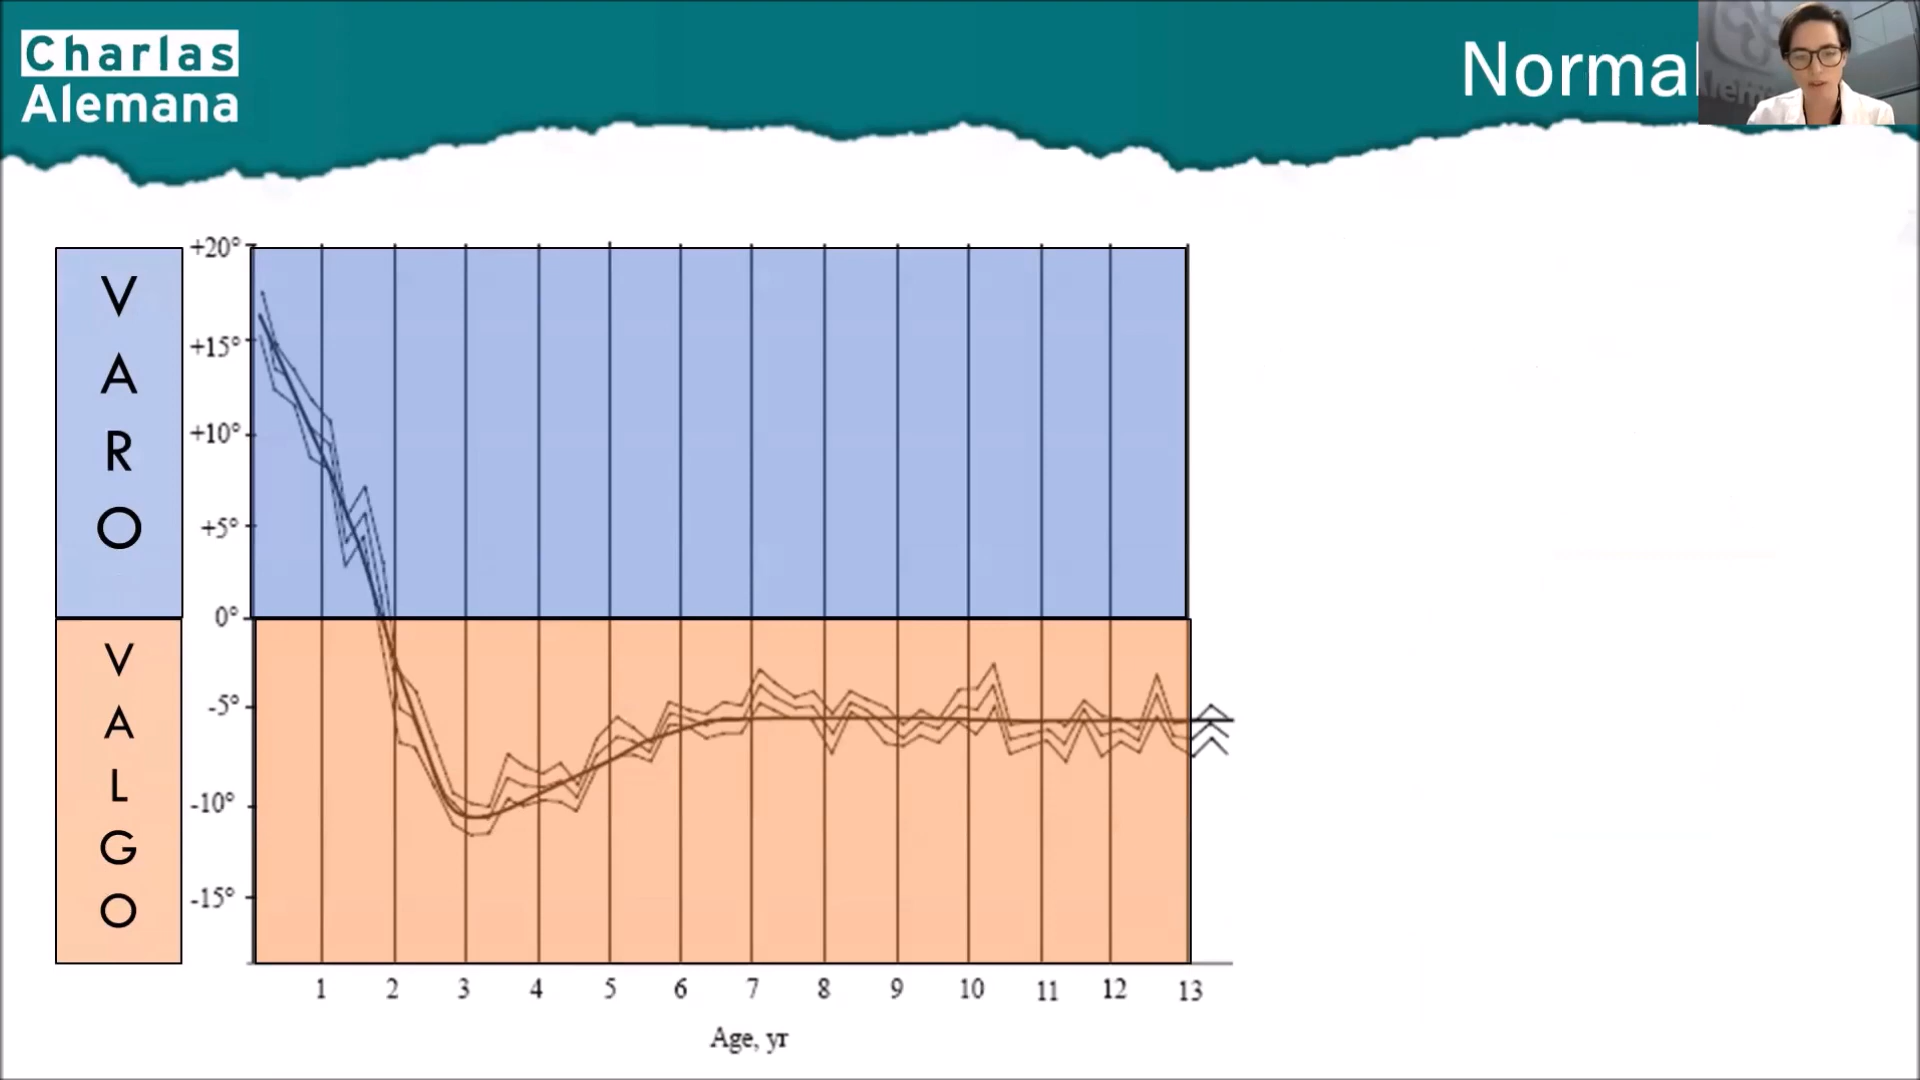 Charlas
Alemana
Normal
V
A
R
O
V
A
L
G
O
+20°
+15°
+10°
+5°
0°
-5°
-10°
-15°
1 2 3 4 5 6 7 8 9 10 11 12 13
Age, yr